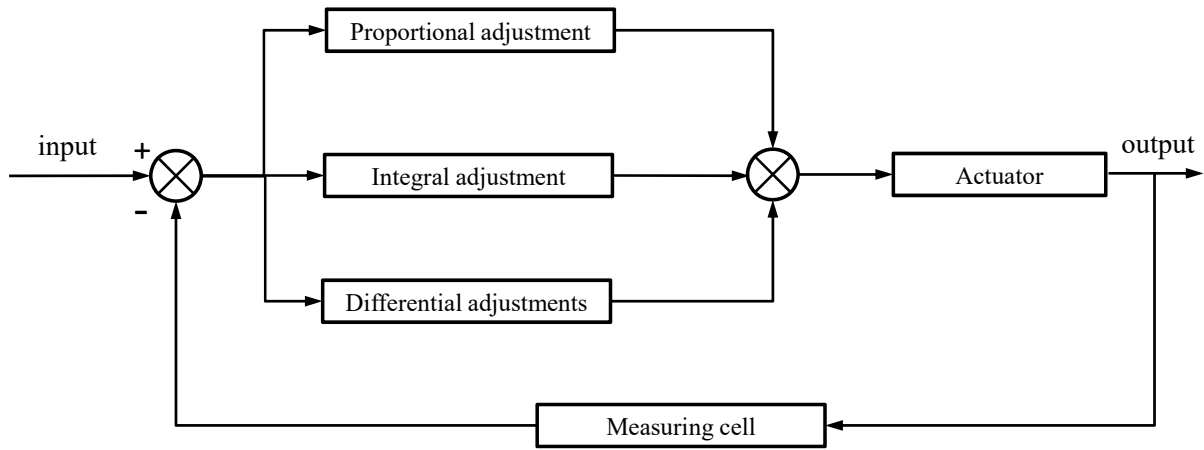 Proportional adjustment
input
+
Integral adjustment
Actuator
output
-
Differential adjustments
Measuring cell